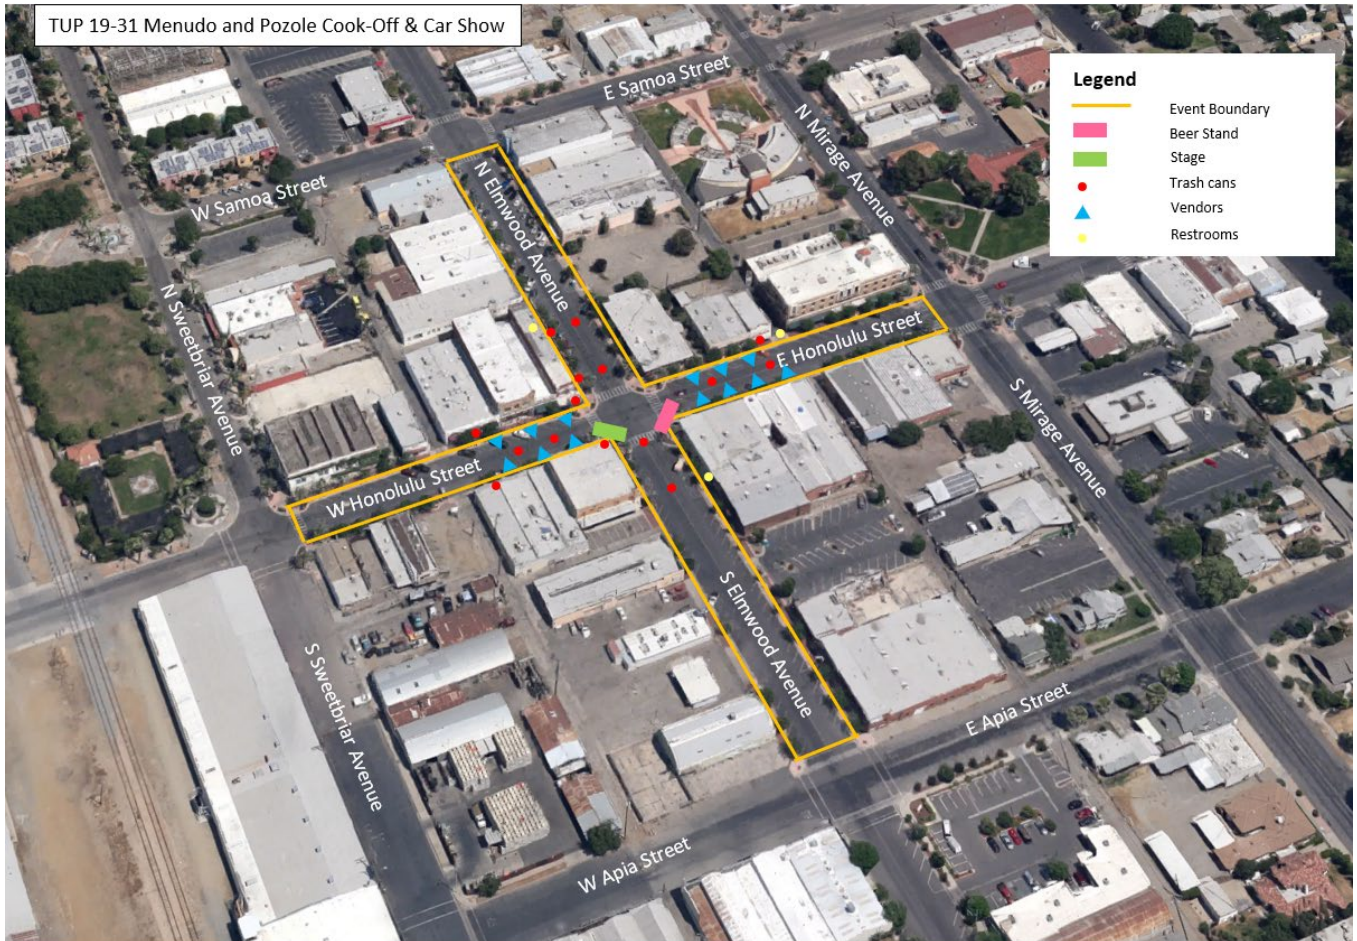 TUP 19-31 Menudo and Pozole Cook-Off & Car Show
Legend
Event Boundary
Beer Stand
Stage
Trash cans
Vendors
Restrooms
E Samoa Street
N Mirage Avenue
W Samoa Street
N Elmwood Avenue
N Sweetbriar Avenue
E Honolulu Street
S Mirage Avenue
W Honolulu Street
S Elmwood Avenue
S Sweetbriar Avenue
E Apia Street
W Apia Street